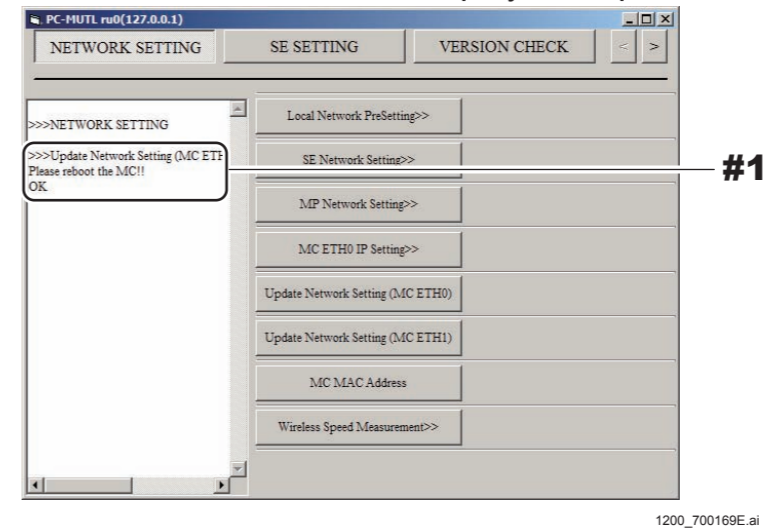 PC-MUTL ru0(127.0.0.1)
NETWORK SETTING
SE SETTING
VERSION CHECK
<
>
>>>NETWORK SETTING
>>>Update Network Setting (MC ETH
Please reboot the MC!!
OK
#1
Local Network PreSetting>>
SE Network Setting>>
MP Network Setting>>
MC ETH0 IP Setting>>
Update Network Setting (MC ETH0)
Update Network Setting (MC ETH1)
MC MAC Address
Wireless Speed Measurement>>
1200_700169E.ai